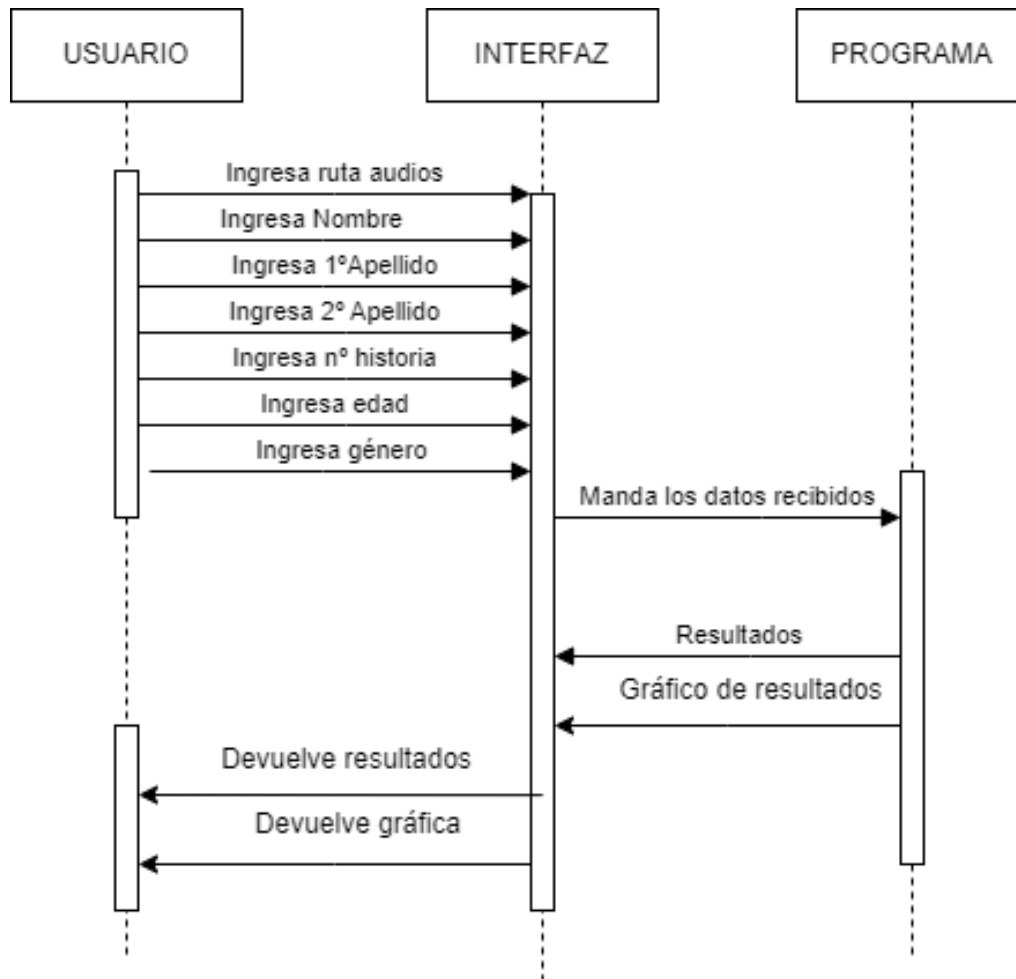 USUARIO
INTERFAZ
PROGRAMA
Ingresa ruta audios
Ingresa Nombre
Ingresa 1ºApellido
Ingresa 2º Apellido
Ingresa nº historia
Ingresa edad
Ingresa género
Manda los datos recibidos
Resultados
Gráfico de resultados
Devuelve resultados
Devuelve gráfica